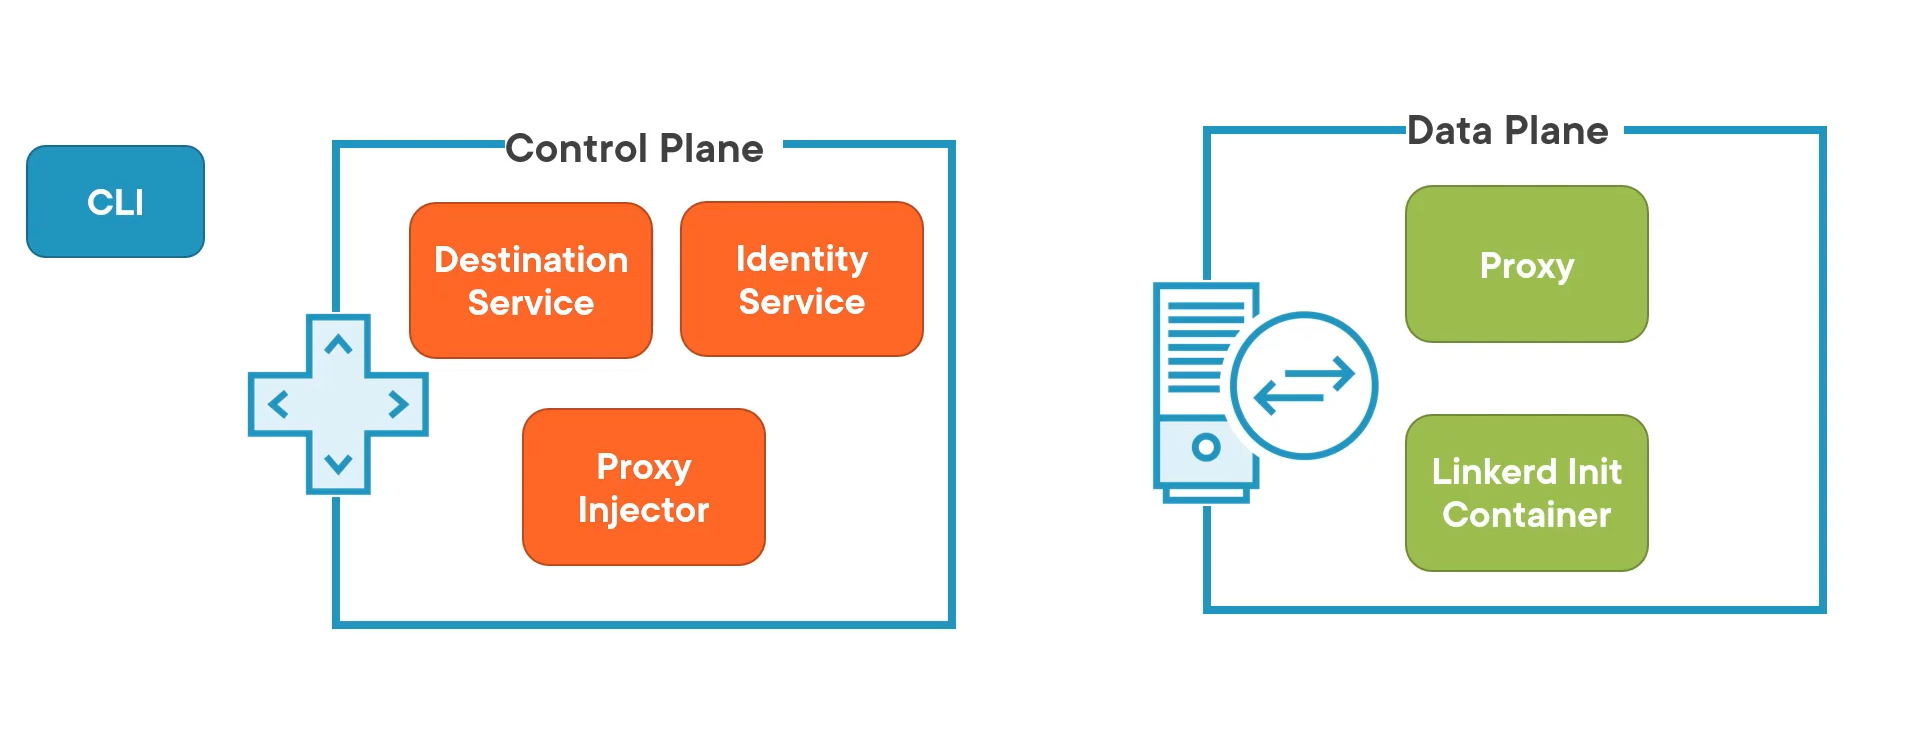 CLI
Control Plane
Destination
Service
Identity
Service
Proxy
Injector
Data Plane
Proxy
Linkerd Init
Container